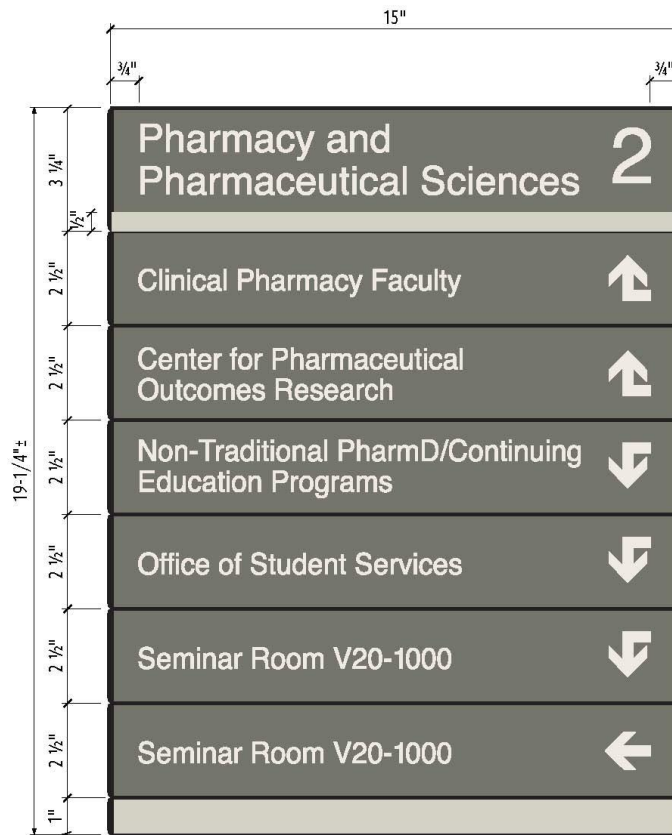 15"
¾"
¾"
3 ¼"
Pharmacy and
Pharmaceutical Sciences
2
½"
2 ½"
Clinical Pharmacy Faculty
2 ½"
Center for Pharmaceutical
Outcomes Research
19-1/4"±
2 ½"
Non-Traditional PharmD/Continuing
Education Programs
2 ½"
Office of Student Services
2 ½"
Seminar Room V20-1000
2 ½"
Seminar Room V20-1000
1"